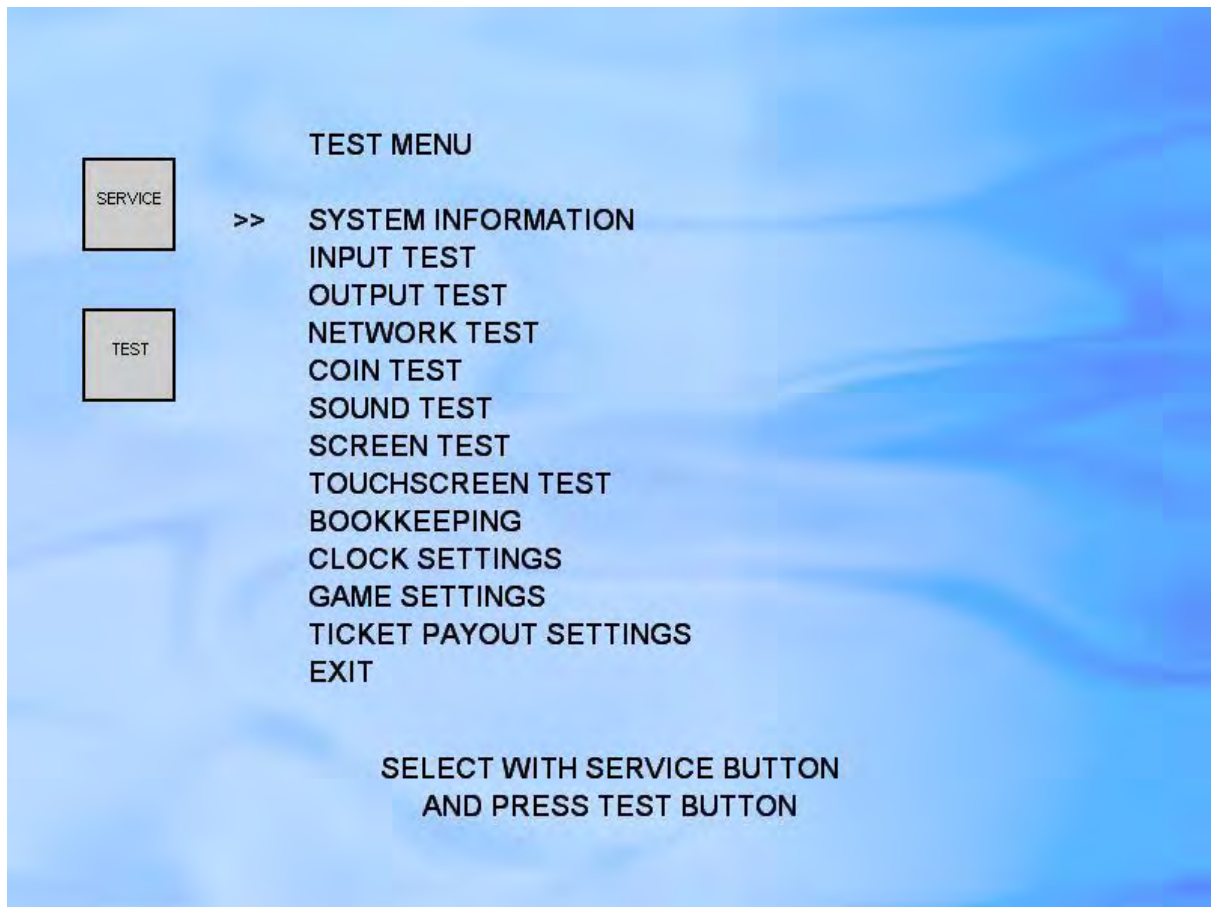 TEST MENU
SERVICE
>> SYSTEM INFORMATION
INPUT TEST
OUTPUT TEST
NETWORK TEST
TEST
COIN TEST
SOUND TEST
SCREEN TEST
TOUCHSCREEN TEST
BOOKKEEPING
CLOCK SETTINGS
GAME SETTINGS
TICKET PAYOUT SETTINGS
EXIT
SELECT WITH SERVICE BUTTON
AND PRESS TEST BUTTON